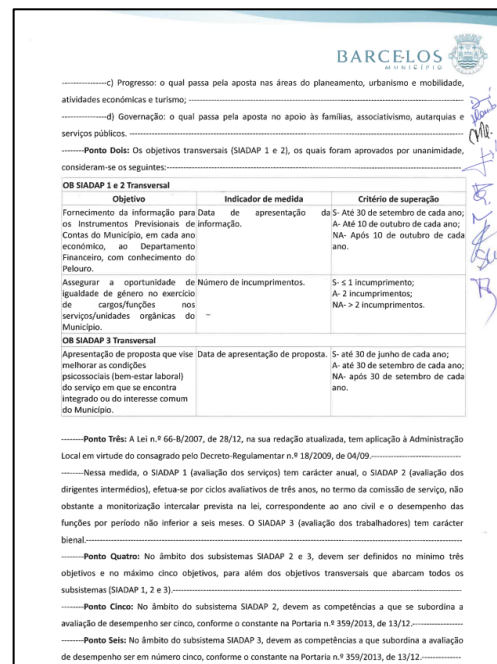 BARCELOS
MUNICÍPIO
----------------c) Progresso: o qual passa pela aposta nas áreas do planeamento, urbanismo e mobilidade,
atividades económicas e turismo; ----------------
----------------d) Governação: o qual passa pela aposta no apoio às famílias, associativismo, autarquias e
serviços públicos. ----------------
--------Ponto Dois: Os objetivos transversais (SIADAP 1 e 2), os quais foram aprovados por unanimidade,
consideram-se os seguintes:----------------
OB SIADAP 1 e 2 Transversal
Objetivo Indicador de medida Critério de superação
Fornecimento da informação para os Instrumentos Previsionais de Contas do Município, em cada ano económico, ao Departamento Financeiro, com conhecimento do Pelouro.
Data de apresentação da informação.
S- Até 30 de setembro de cada ano;
A- Até 10 de outubro de cada ano;
NA- Após 10 de outubro de cada ano.
Assegurar a oportunidade de igualdade de género no exercício de cargos/funções nos serviços/unidades orgânicas do Município.
Número de incumprimentos.
S- ≤ 1 incumprimento;
A- 2 incumprimentos;
NA- > 2 incumprimentos.
OB SIADAP 3 Transversal
Apresentação de proposta que vise melhorar as condições psicossociais (bem-estar laboral) do serviço em que se encontra integrado ou do interesse comum do Município.
Data de apresentação de proposta.
S- até 30 de junho de cada ano;
A- até 30 de setembro de cada ano;
NA- após 30 de setembro de cada ano.
--------Ponto Três: A Lei n.º 66-B/2007, de 28/12, na sua redação atualizada, tem aplicação à Administração
Local em virtude do consagrado pelo Decreto-Regulamentar n.º 18/2009, de 04/09.----------------
--------Nessa medida, o SIADAP 1 (avaliação dos serviços) tem carácter anual, o SIADAP 2 (avaliação dos
dirigentes intermédios), efetua-se por ciclos avaliativos de três anos, no termo da comissão de serviço, não
obstante a monitorização intercalar prevista na lei, correspondente ao ano civil e o desempenho das
funções por período não inferior a seis meses. O SIADAP 3 (avaliação dos trabalhadores) tem carácter
bienal.----------------
--------Ponto Quatro: No âmbito dos subsistemas SIADAP 2 e 3, devem ser definidos no mínimo três
objetivos e no máximo cinco objetivos, para além dos objetivos transversais que abarcam todos os
subsistemas (SIADAP 1, 2 e 3).----------------
--------Ponto Cinco: No âmbito do subsistema SIADAP 2, devem as competências a que se subordina a
avaliação de desempenho ser cinco, conforme o constante na Portaria n.º 359/2013, de 13/12.----------------
--------Ponto Seis: No âmbito do subsistema SIADAP 3, devem as competências a que subordina a avaliação
de desempenho ser em número cinco, conforme o constante na Portaria n.º 359/2013, de 13/12.--------------